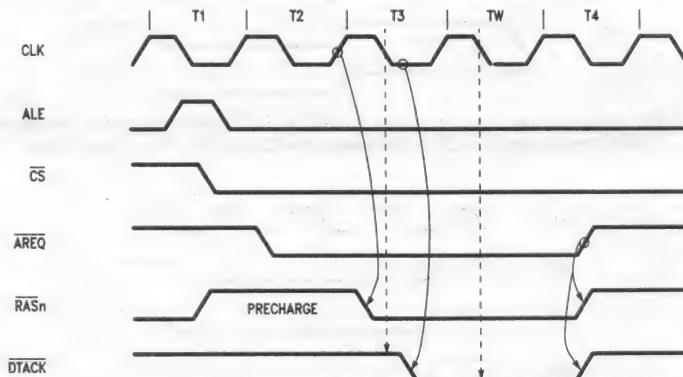 T1 T2 T3 TW T4
CLK
ALE
CS
AREQ
RASn
PRECHARGE
DTACK